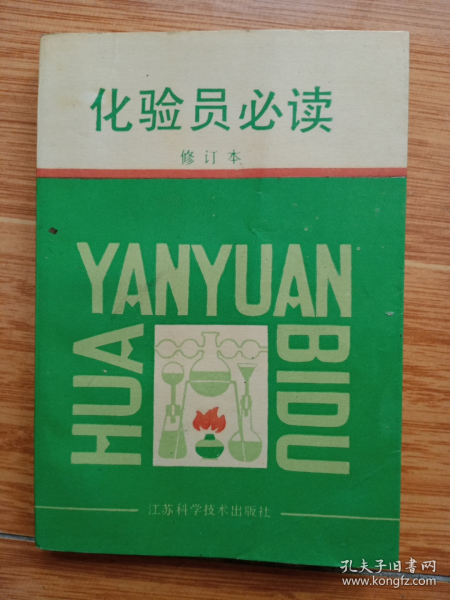 化验员必读
修订本
HUA
YANYUAN
BIDU
江苏科学技术出版社
孔夫子旧书网
www.kongfz.com